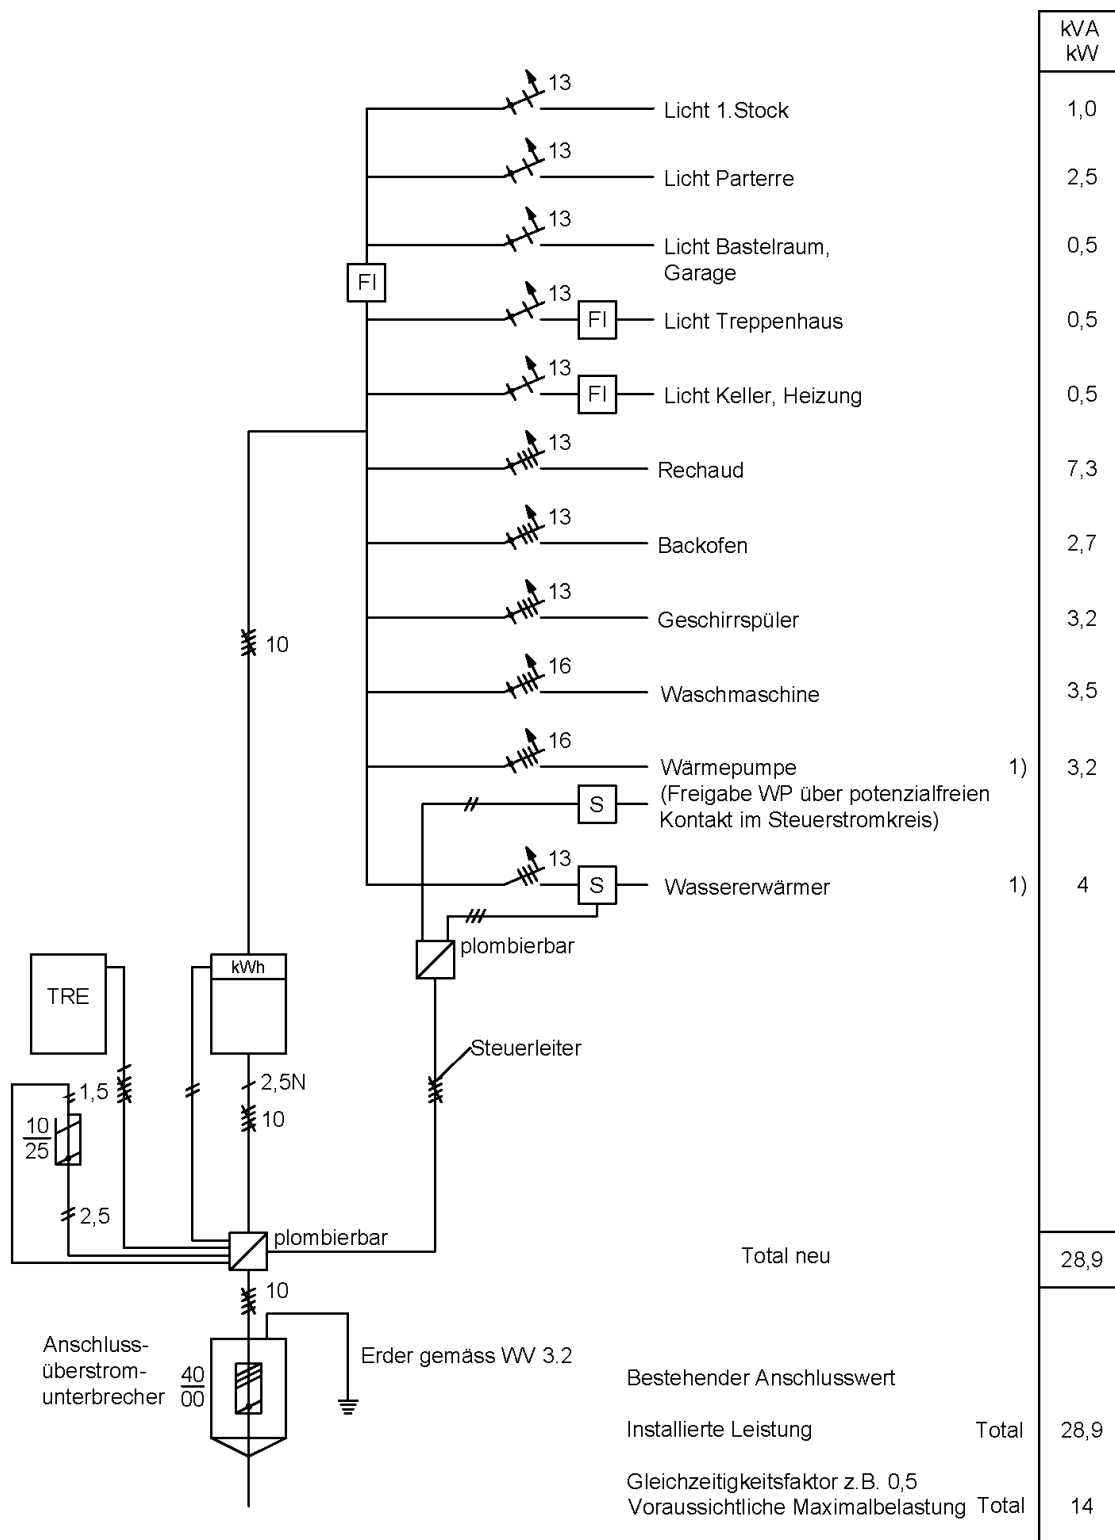 kVA
kW
13
Licht 1.Stock
1,0
13
Licht Parterre
2,5
13
Licht Bastelraum,
Garage
0,5
FI
13
FI
Licht Treppenhaus
0,5
13
FI
Licht Keller, Heizung
0,5
13
Rechaud
7,3
13
Backofen
2,7
13
Geschirrspüler
3,2
10
16
Waschmaschine
3,5
16
Wärmepumpe
1)
3,2
(Freigabe WP über potenzialfreien
Kontakt im Steuerstromkreis)
S
13
S
Wassererwärmer
1)
4
plombierbar
TRE
kWh
Steuerleiter
1,5
2,5N
10
10
25
2,5
plombierbar
Total neu
28,9
10
Anschluss-
überstrom-
unterbrecher
40
00
Erder gemäss WV 3.2
Bestehender Anschlusswert
Installierte Leistung Total 28,9
Gleichzeitigkeitsfaktor z.B. 0,5
Voraussichtliche Maximalbelastung Total 14